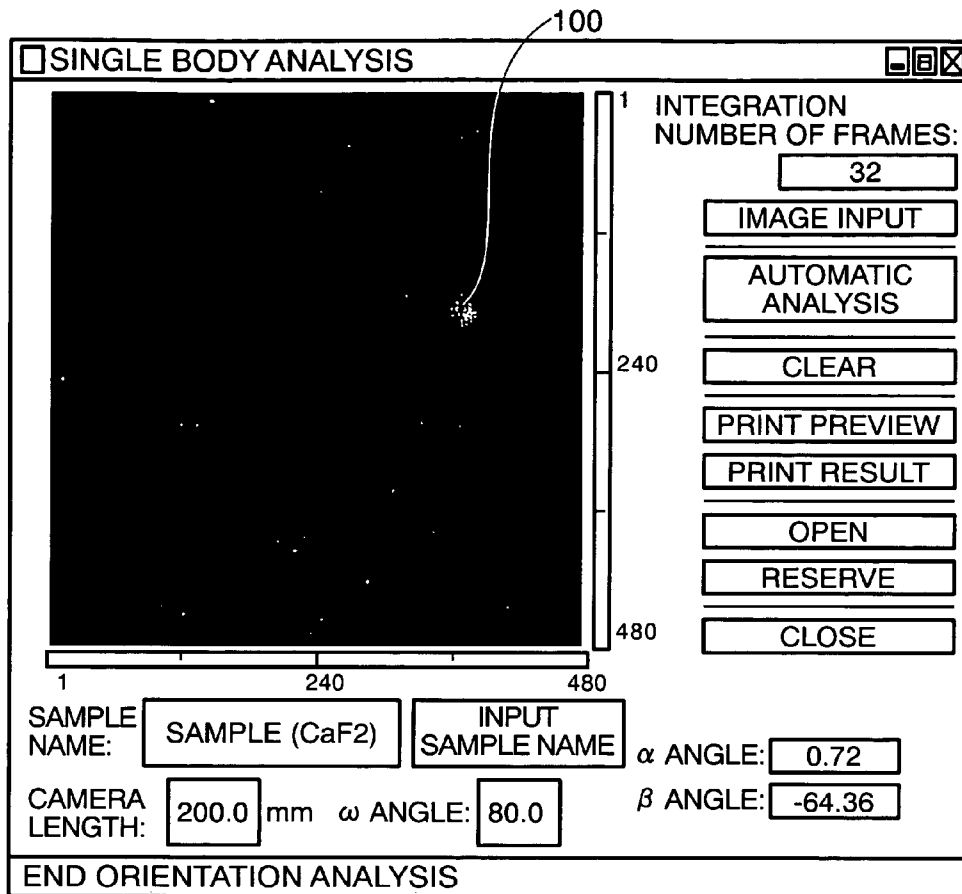 100
SINGLE BODY ANALYSIS
1
INTEGRATION
NUMBER OF FRAMES:
32
IMAGE INPUT
AUTOMATIC
ANALYSIS
240
CLEAR
PRINT PREVIEW
PRINT RESULT
OPEN
RESERVE
480
CLOSE
1 240 480
SAMPLE
NAME:
SAMPLE (CaF2)
INPUT
SAMPLE NAME
α ANGLE: 0.72
CAMERA
LENGTH:
200.0 mm
ω ANGLE: 80.0
β ANGLE: -64.36
END ORIENTATION ANALYSIS